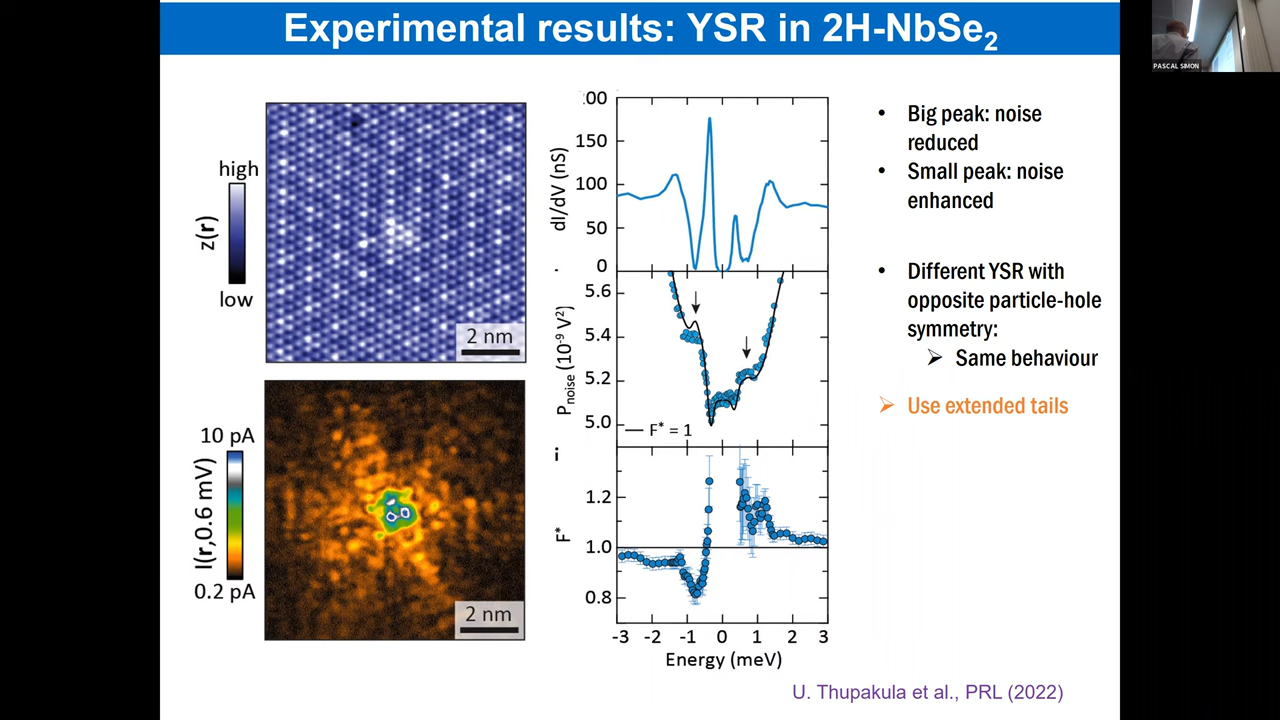 Experimental results: YSR in 2H-NbSe2
PASCAL SIMON
high
z(r)
low
2 nm
10 pA
I(r,0.6 mV)
0.2 pA
2 nm
:00
150
100
50
0
dI/dV (nS)
5.6
5.4
5.2
5.0
Pnoise (10-9 V2)
F* = 1
i
1.2
1.0
0.8
F*
-3 -2 -1 0 1 2 3
Energy (meV)
• Big peak: noise
reduced
• Small peak: noise
enhanced
• Different YSR with
opposite particle-hole
symmetry:
➢ Same behaviour
➢ Use extended tails
U. Thupakula et al., PRL (2022)